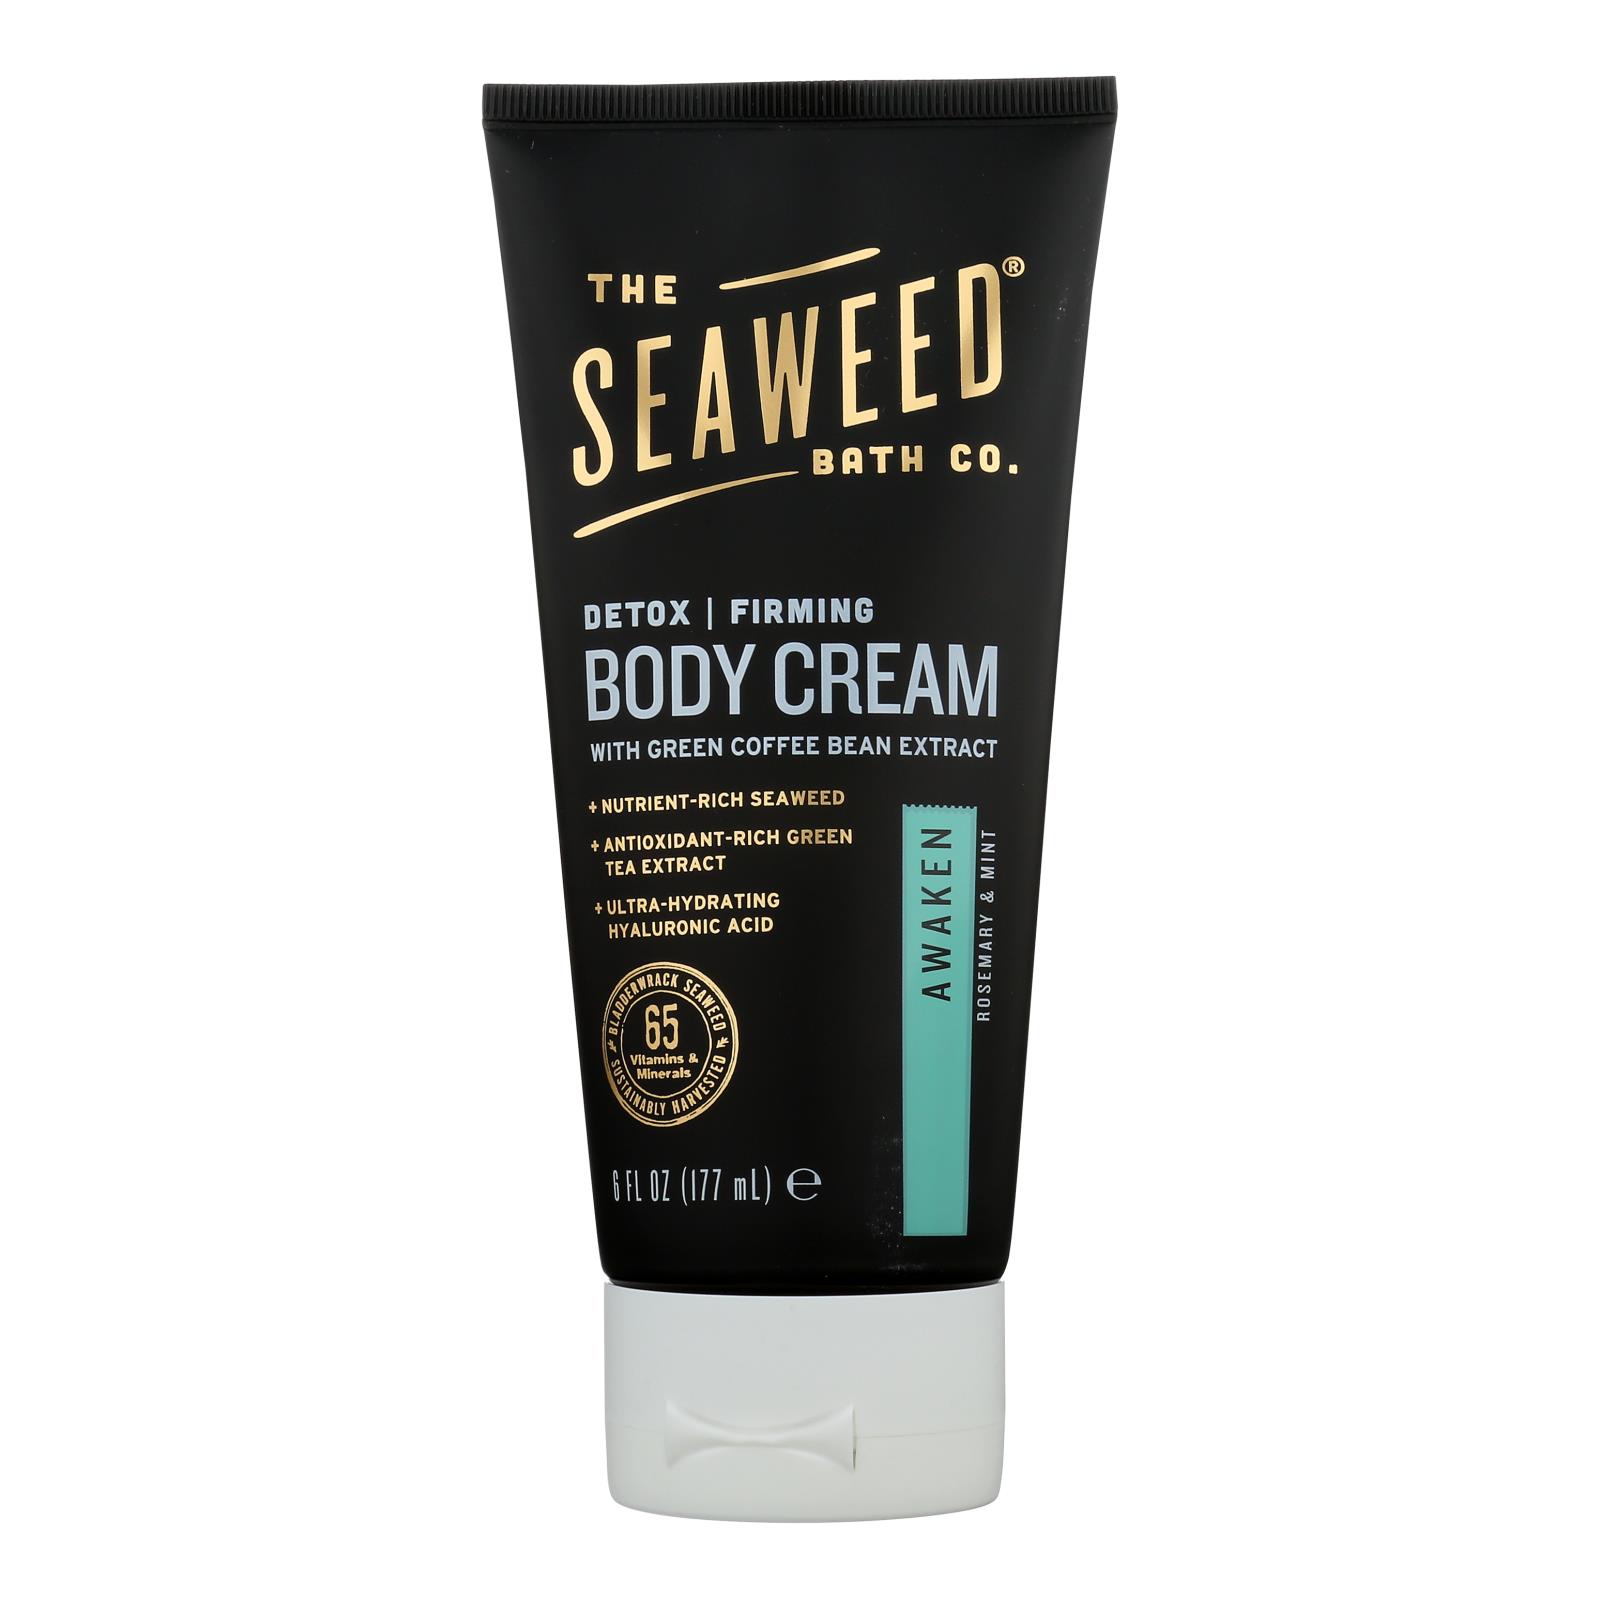 THE
SEAWEED®
BATH CO.
DETOX | FIRMING
BODY CREAM
WITH GREEN COFFEE BEAN EXTRACT
+ NUTRIENT-RICH SEAWEED
+ ANTIOXIDANT-RICH GREEN
TEA EXTRACT
+ ULTRA-HYDRATING
HYALURONIC ACID
AWAKEN
ROSEMARY & MINT
BLADDERWRACK SEAWEED
65
Vitamins &
Minerals
SUSTAINABLY HARVESTED
6 FL OZ (177 mL) ℮